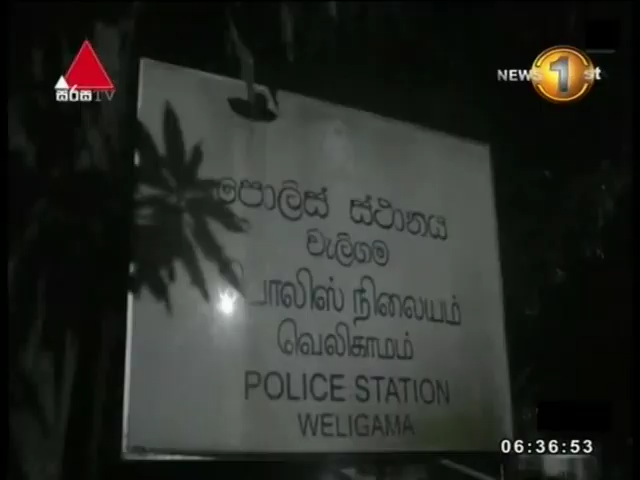 සිරස TV
NEWS 1st
පොලිස් ස්ථානය
වැලිගම
பொலிஸ் நிலையம்
வெலிகாமம்
POLICE STATION
WELIGAMA
06:36:53